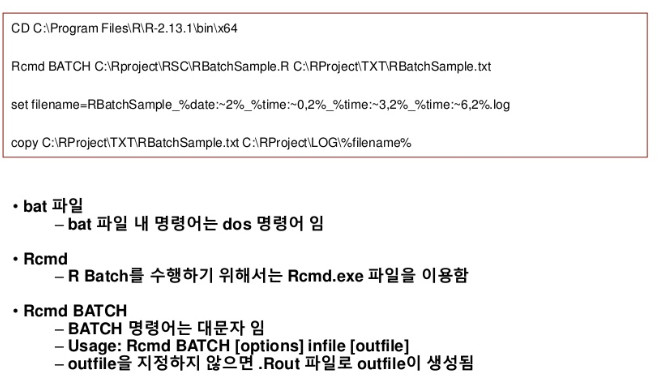 CD C:\Program Files\R\R-2.13.1\bin\x64
Rcmd BATCH C:\Rproject\RSC\RBatchSample.R C:\RProject\TXT\RBatchSample.txt
set filename=RBatchSample_%date:~2%_%time:~0,2%_%time:~3,2%_%time:~6,2%.log
copy C:\RProject\TXT\RBatchSample.txt C:\RProject\LOG\%filename%
• bat 파일
– bat 파일 내 명령어는 dos 명령어 임
• Rcmd
– R Batch를 수행하기 위해서는 Rcmd.exe 파일을 이용함
• Rcmd BATCH
– BATCH 명령어는 대문자 임
– Usage: Rcmd BATCH [options] infile [outfile]
– outfile을 지정하지 않으면 .Rout 파일로 outfile이 생성됨